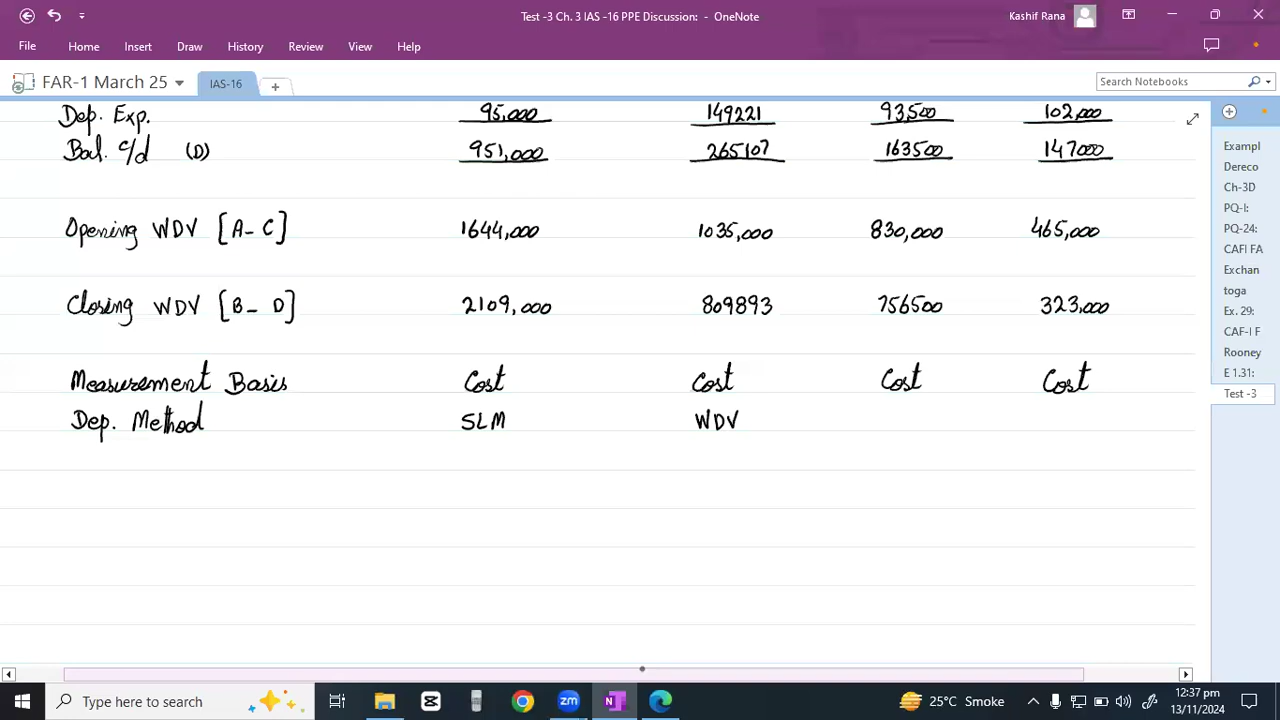 Test -3 Ch. 3 IAS -16 PPE Discussion: - OneNote
Kashif Rana
File Home Insert Draw History Review View Help
FAR-1 March 25 IAS-16 Search Notebooks
Dep. Exp. 95,000 149221 93,500 102,000
Bal. c/d (D) 951,000 265107 163500 147000
Opening WDV [A- C] 1644,000 1035,000 830,000 465,000
Closing WDV [B- D] 2109,000 809893 756500 323,000
Measurement Basis Cost Cost Cost Cost
Dep. Method SLM WDV
Exampl
Dereco
Ch-3D
PQ-I:
PQ-24:
CAFI FA
Exchan
toga
Ex. 29:
CAF-I F
Rooney
E 1.31:
Test -3
Type here to search
zm
25°C Smoke
12:37 pm
13/11/2024